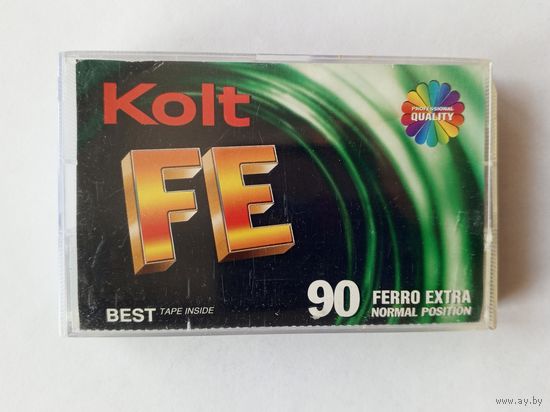 Kolt
PROFESSIONAL
QUALITY
FE
BEST TAPE INSIDE
90 FERRO EXTRA
NORMAL POSITION
www.ay.by